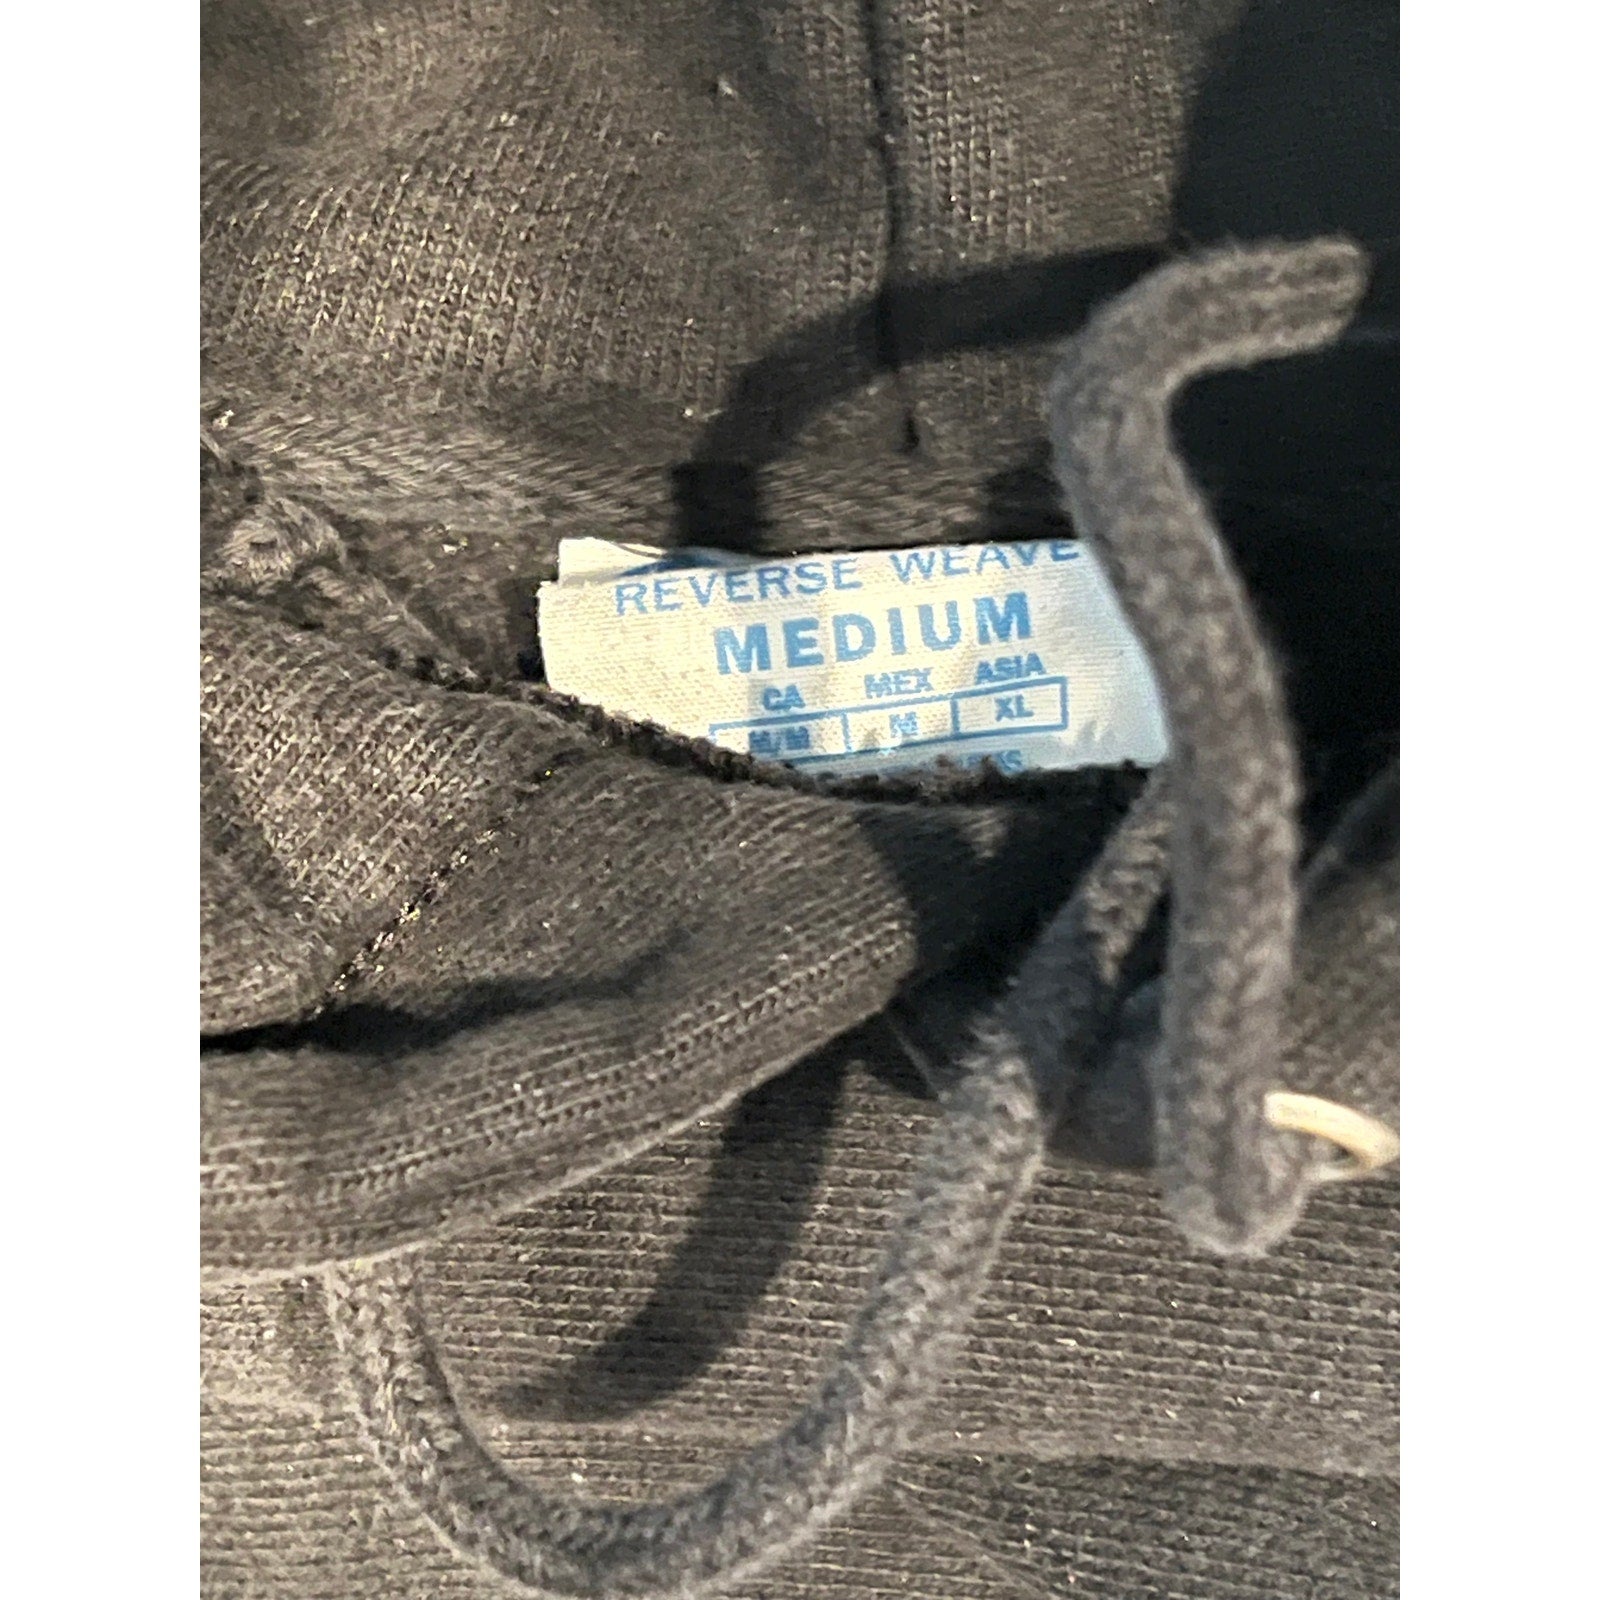 REVERSE WEAVE
MEDIUM
CA MEX ASIA
M/M M XL